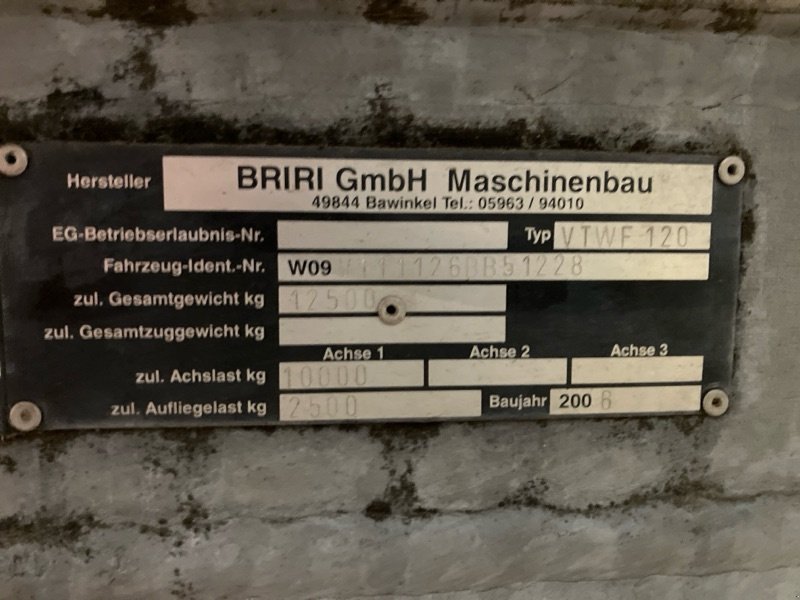 Hersteller BRIRI GmbH Maschinenbau
49844 Bawinkel Tel.: 05963 / 94010
EG-Betriebserlaubnis-Nr. Typ VTWF 120
Fahrzeug-Ident.-Nr. W09
zul. Gesamtgewicht kg 12500
zul. Gesamtzuggewicht kg
Achse 1 Achse 2 Achse 3
zul. Achslast kg 10000
zul. Aufliegelast kg 2500 Baujahr 2006